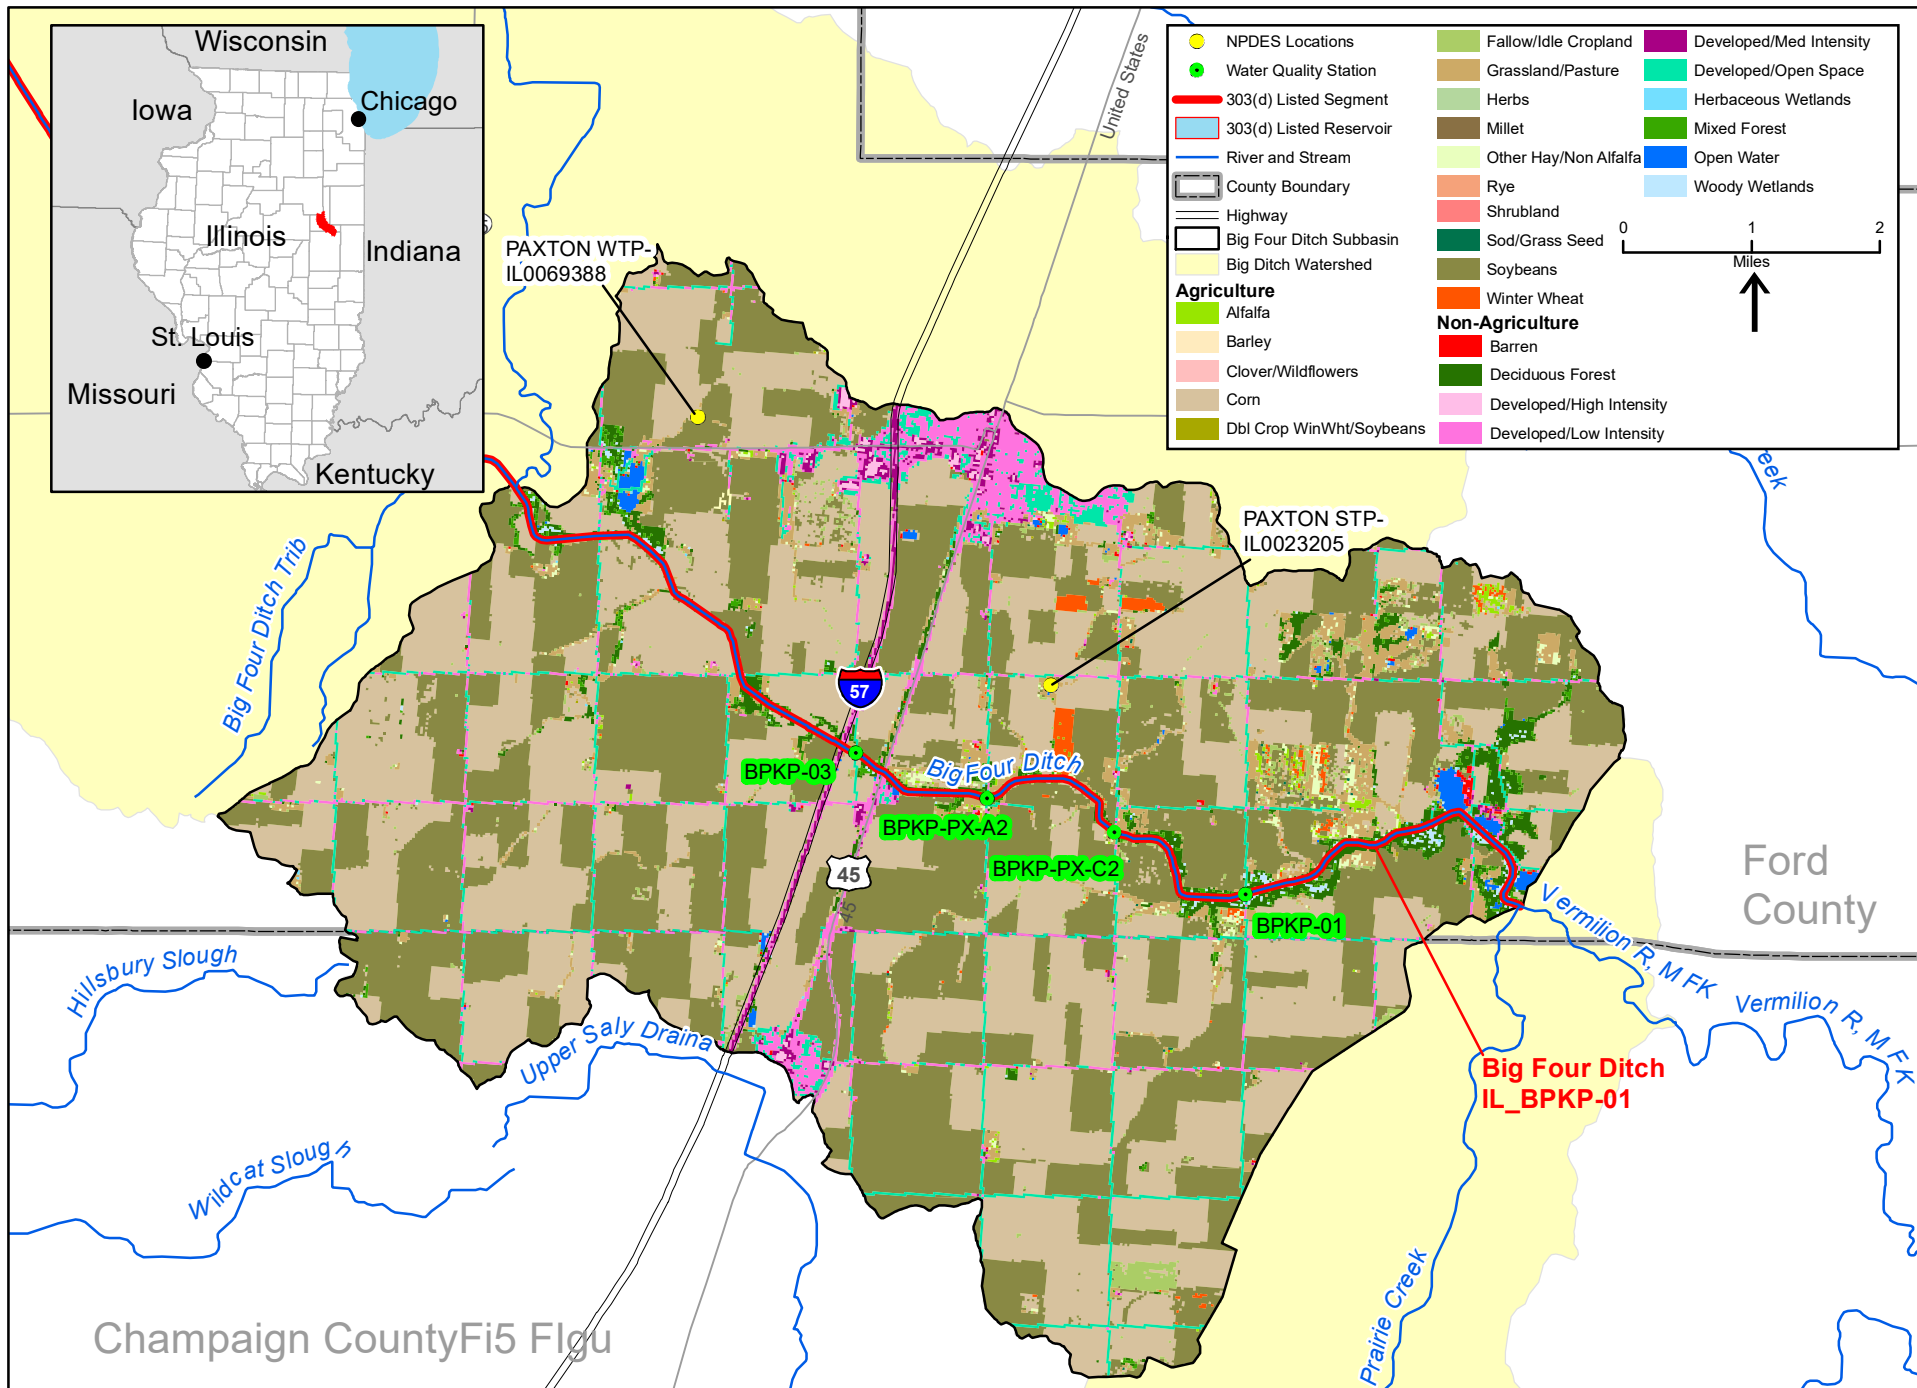 Wisconsin
Iowa
Chicago
Illinois
Indiana
St. Louis
Missouri
Kentucky
United States
NPDES Locations
Water Quality Station
303(d) Listed Segment
303(d) Listed Reservoir
River and Stream
County Boundary
Highway
Big Four Ditch Subbasin
Big Ditch Watershed
Agriculture
Alfalfa
Barley
Clover/Wildflowers
Corn
Dbl Crop WinWht/Soybeans
Fallow/Idle Cropland
Grassland/Pasture
Herbs
Millet
Other Hay/Non Alfalfa
Rye
Shrubland
Sod/Grass Seed
Soybeans
Winter Wheat
Non-Agriculture
Barren
Deciduous Forest
Developed/High Intensity
Developed/Low Intensity
Developed/Med Intensity
Developed/Open Space
Herbaceous Wetlands
Mixed Forest
Open Water
Woody Wetlands
0 1 2
Miles
PAXTON WTP-
IL0069388
PAXTON STP-
IL0023205
reek
Big Four Ditch Trib
57
BPKP-03
Big Four Ditch
BPKP-PX-A2
BPKP-PX-C2
45
45
BPKP-01
Ford
County
Vermilion R, M FK
Vermilion R, M FK
Hillsbury Slough
Upper Saly Draina
Wildcat Slough
Big Four Ditch
IL_BPKP-01
Prairie Creek
Champaign CountyFi5 FIgu